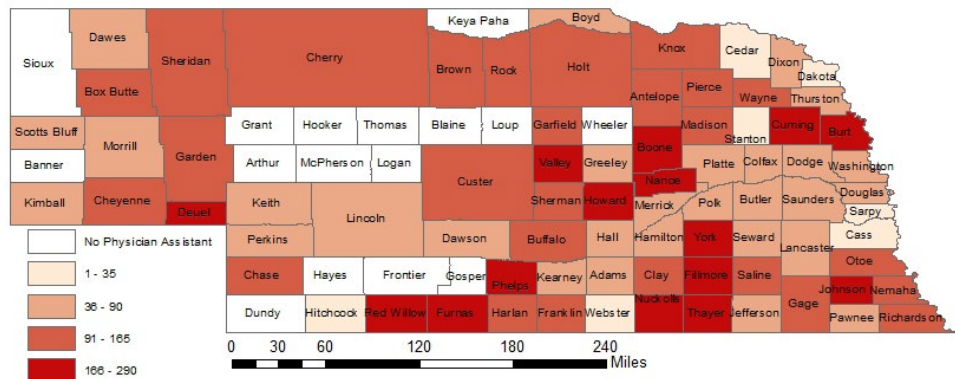 Keya Paha Boyd
Sioux Dawes Sheridan Cherry Brown Rock Holt Knox Cedar Dixon Dakota
Box Butte Antelope Pierce Wayne Thurston
Scotts Bluff Morrill Garden Grant Hooker Thomas Blaine Loup Garfield Wheeler Madison Stanton Cuming Burt
Banner Arthur McPherson Logan Custer Valley Greeley Boone Platte Colfax Dodge Washington
Kimball Cheyenne Deuel Keith Lincoln Sherman Howard Nance Merrick Polk Butler Saunders Douglas
Sarpy
Perkins Dawson Buffalo Hall Hamilton York Seward Lancaster Cass
Chase Hayes Frontier Gosper Phelps Kearney Adams Clay Fillmore Saline Otoe
Dundy Hitchcock Red Willow Furnas Harlan Franklin Webster Nuckolls Thayer Jefferson Gage Johnson Nemaha
Pawnee Richardson
No Physician Assistant
1 - 35
36 - 90
91 - 165
166 - 290
0 30 60 120 180 240
Miles